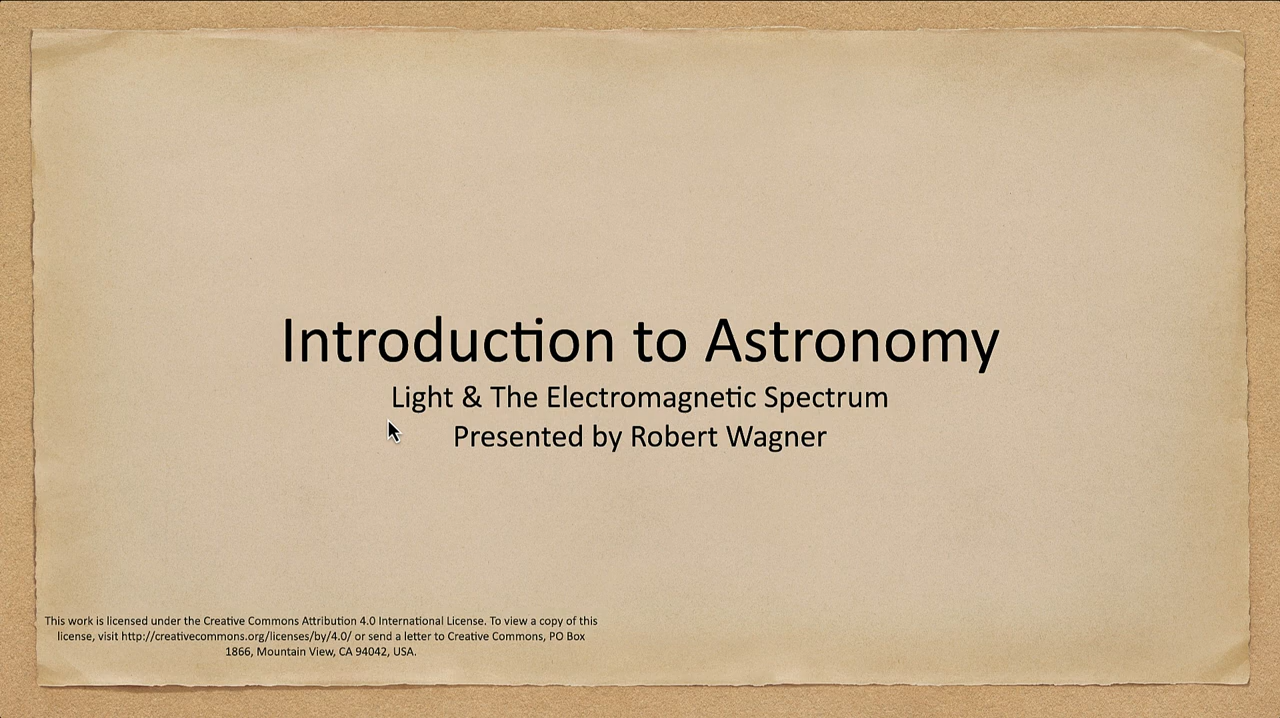 Introduction to Astronomy
Light & The Electromagnetic Spectrum
Presented by Robert Wagner
This work is licensed under the Creative Commons Attribution 4.0 International License. To view a copy of this
license, visit http://creativecommons.org/licenses/by/4.0/ or send a letter to Creative Commons, PO Box
1866, Mountain View, CA 94042, USA.